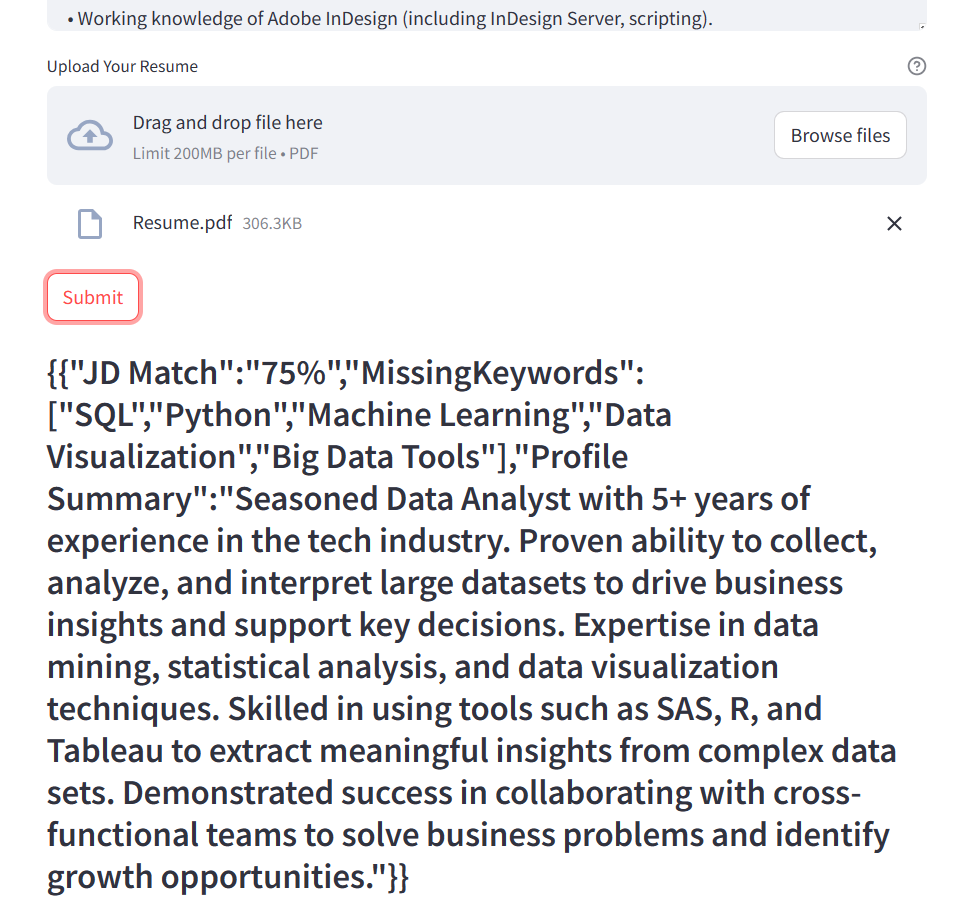 • Working knowledge of Adobe InDesign (including InDesign Server, scripting).
Upload Your Resume
Drag and drop file here
Limit 200MB per file • PDF
Browse files
Resume.pdf 306.3KB
Submit
{{"JD Match":"75%","MissingKeywords":
["SQL","Python","Machine Learning","Data
Visualization","Big Data Tools"],"Profile
Summary":"Seasoned Data Analyst with 5+ years of
experience in the tech industry. Proven ability to collect,
analyze, and interpret large datasets to drive business
insights and support key decisions. Expertise in data
mining, statistical analysis, and data visualization
techniques. Skilled in using tools such as SAS, R, and
Tableau to extract meaningful insights from complex data
sets. Demonstrated success in collaborating with cross-
functional teams to solve business problems and identify
growth opportunities."}}